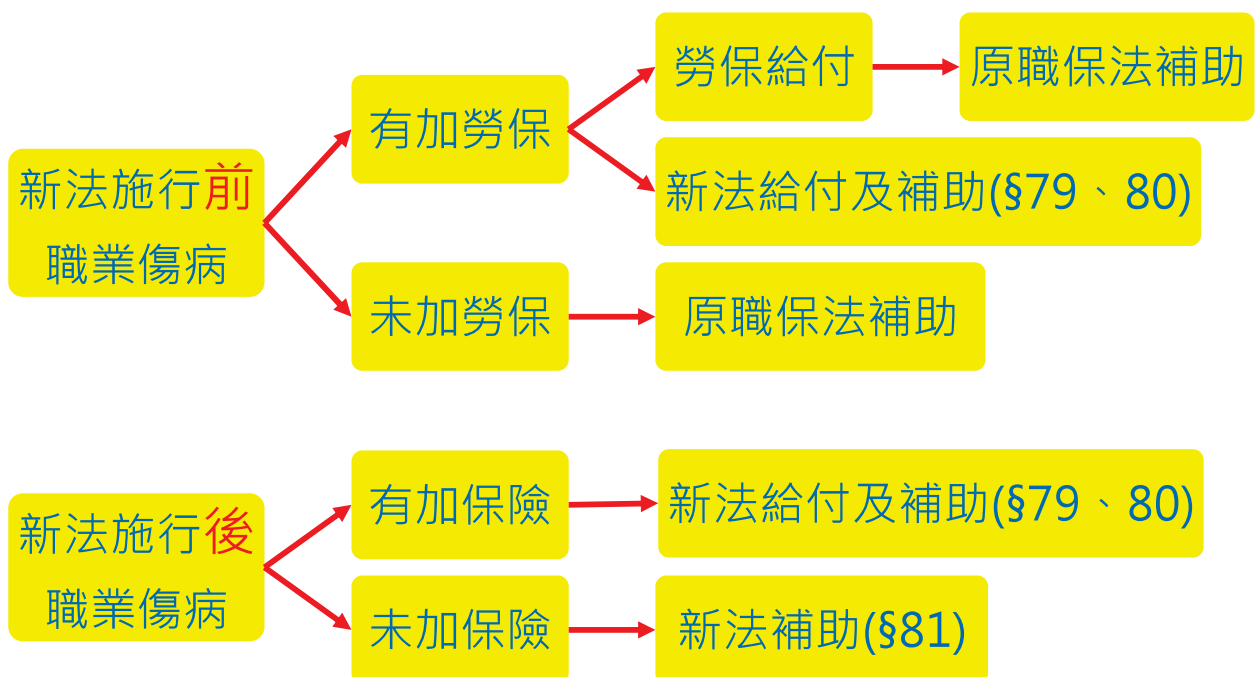 勞保給付
原職保法補助
有加勞保
新法施行前
職業傷病
新法給付及補助(§79、80)
未加勞保
原職保法補助
有加保險
新法給付及補助(§79、80)
新法施行後
職業傷病
未加保險
新法補助(§81)